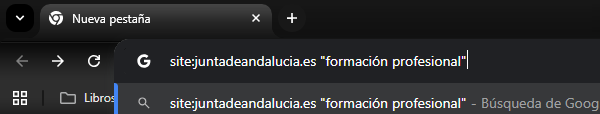 Nueva pestaña
site:juntadeandalucia.es "formación profesional"
Libros
site:juntadeandalucia.es "formación profesional" - Búsqueda de Goog